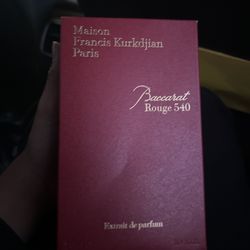 Maison
Francis Kurkdjian
Paris
Baccarat
Rouge 540
Extrait de parfum